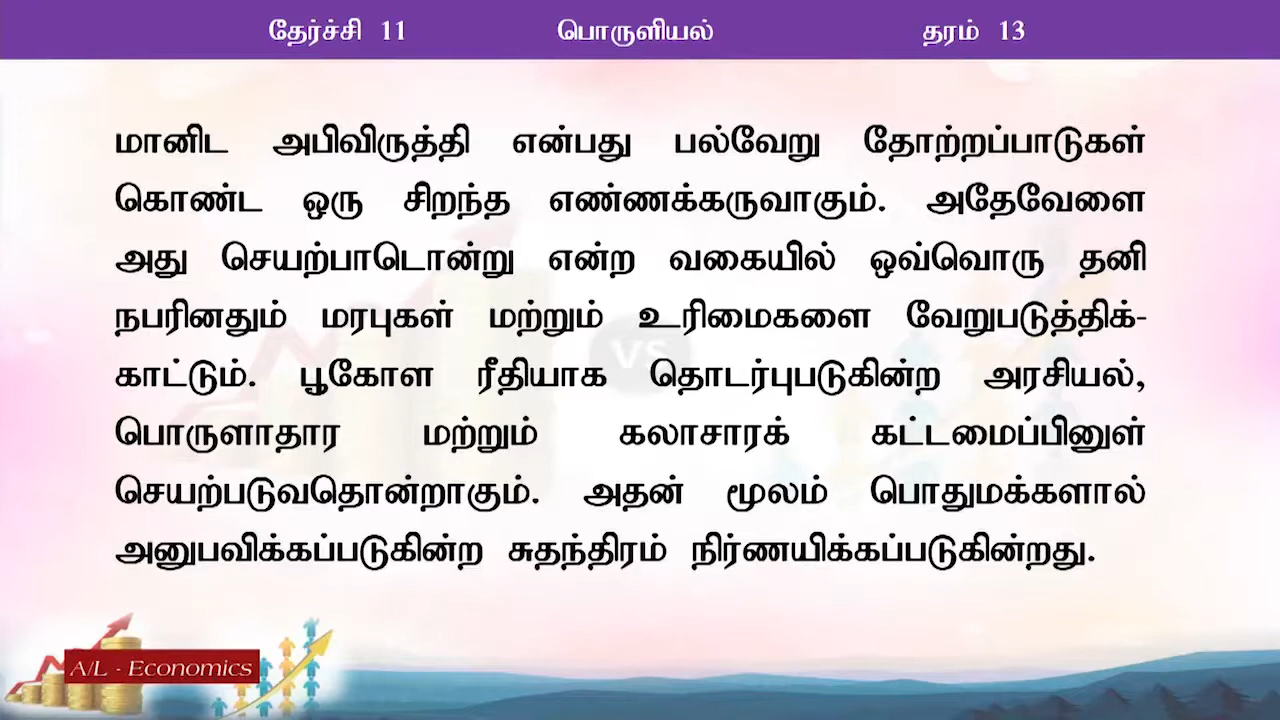 தேர்ச்சி 11 பொருளியல் தரம் 13
மானிட அபிவிருத்தி என்பது பல்வேறு தோற்றப்பாடுகள்
கொண்ட ஒரு சிறந்த எண்ணக்கருவாகும். அதேவேளை
அது செயற்பாடொன்று என்ற வகையில் ஒவ்வொரு தனி
நபரினதும் மரபுகள் மற்றும் உரிமைகளை வேறுபடுத்திக்-
காட்டும். பூகோள ரீதியாக தொடர்புபடுகின்ற அரசியல்,
பொருளாதார மற்றும் கலாசாரக் கட்டமைப்பினுள்
செயற்படுவதொன்றாகும். அதன் மூலம் பொதுமக்களால்
அனுபவிக்கப்படுகின்ற சுதந்திரம் நிர்ணயிக்கப்படுகின்றது.
VS
A/L - Economics